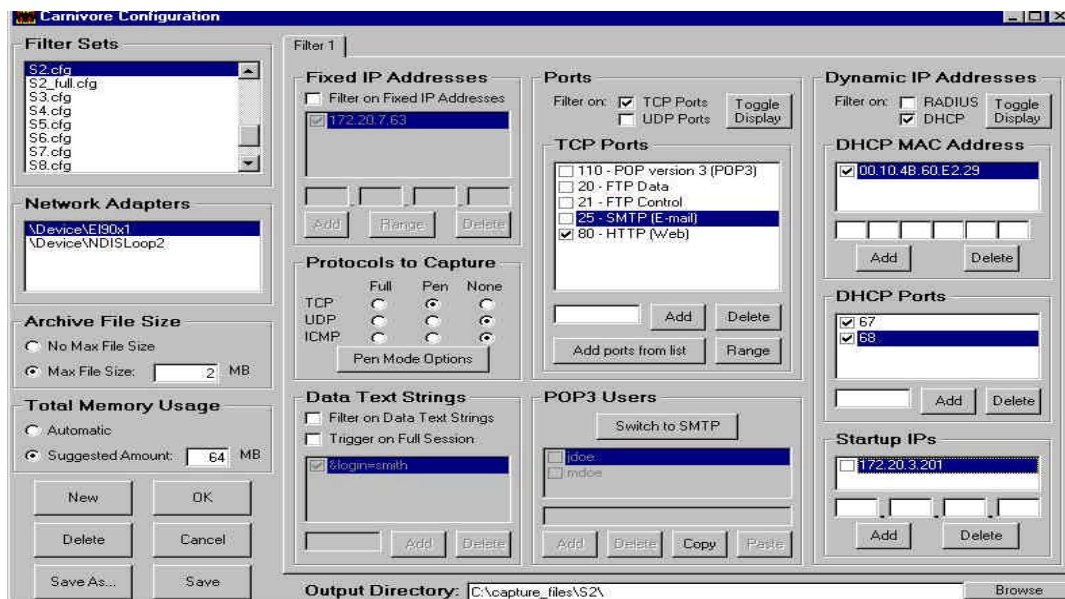 Carnivore Configuration
Filter Sets
S2.cfg
S2_full.cfg
S3.cfg
S4.cfg
S5.cfg
S6.cfg
S7.cfg
S8.cfg
Network Adapters
\Device\El90x1
\Device\NDISLoop2
Archive File Size
No Max File Size
Max File Size: 2 MB
Total Memory Usage
Automatic
Suggested Amount: 64 MB
New OK
Delete Cancel
Save As... Save
Filter 1
Fixed IP Addresses
Filter on Fixed IP Addresses
172.20.7.63
Add Range Delete
Protocols to Capture
Full Pen None
TCP
UDP
ICMP
Pen Mode Options
Data Text Strings
Filter on Data Text Strings
Trigger on Full Session
&login=smith
Add Delete
Ports
Filter on: TCP Ports
UDP Ports
Toggle Display
TCP Ports
110 - POP version 3 (POP3)
20 - FTP Data
21 - FTP Control
25 - SMTP (E-mail)
80 - HTTP (Web)
Add Delete
Add ports from list Range
POP3 Users
Switch to SMTP
jdoe
mdoe
Add Delete Copy Paste
Dynamic IP Addresses
Filter on: RADIUS
DHCP
Toggle Display
DHCP MAC Address
00.10.4B.60.E2.29
Add Delete
DHCP Ports
67
68
Add Delete
Startup IPs
172.20.3.201
Add Delete
Output Directory: C:\capture_files\S2\ Browse